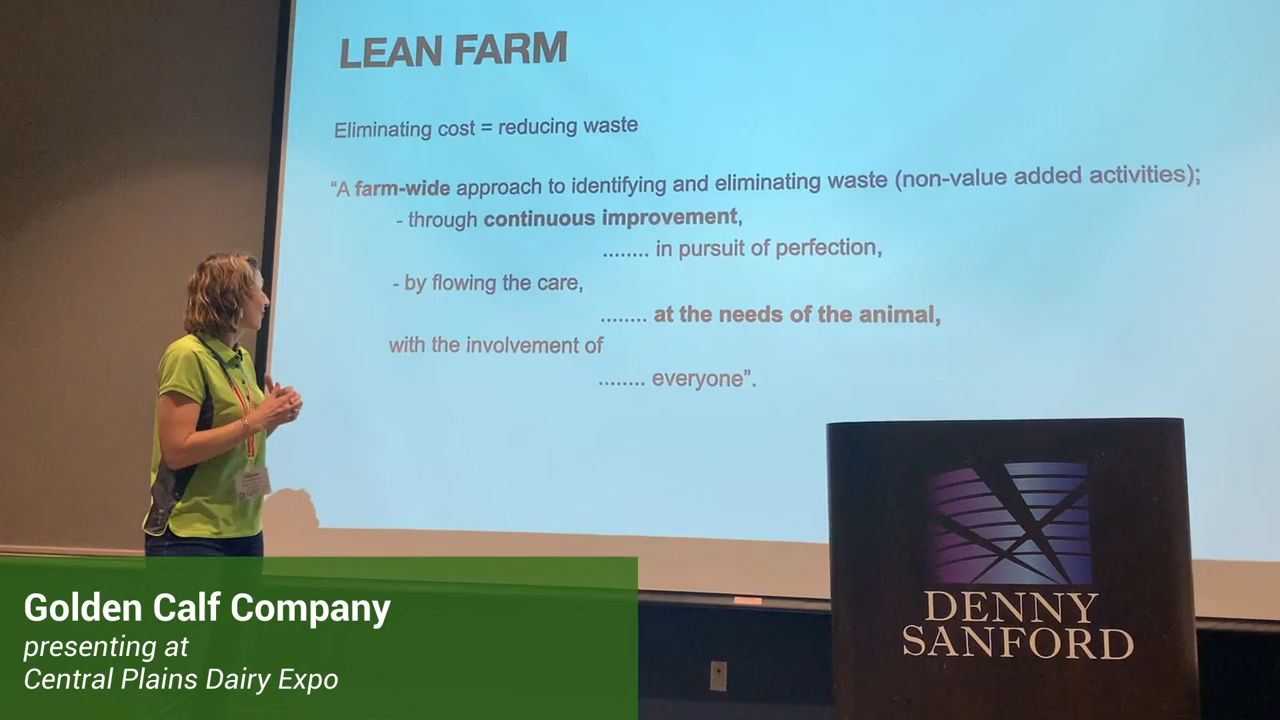 LEAN FARM
Eliminating cost = reducing waste
“A farm-wide approach to identifying and eliminating waste (non-value added activities);
- through continuous improvement,
........ in pursuit of perfection,
- by flowing the care,
........ at the needs of the animal,
with the involvement of
........ everyone”.
DENNY
SANFORD
Golden Calf Company
presenting at
Central Plains Dairy Expo